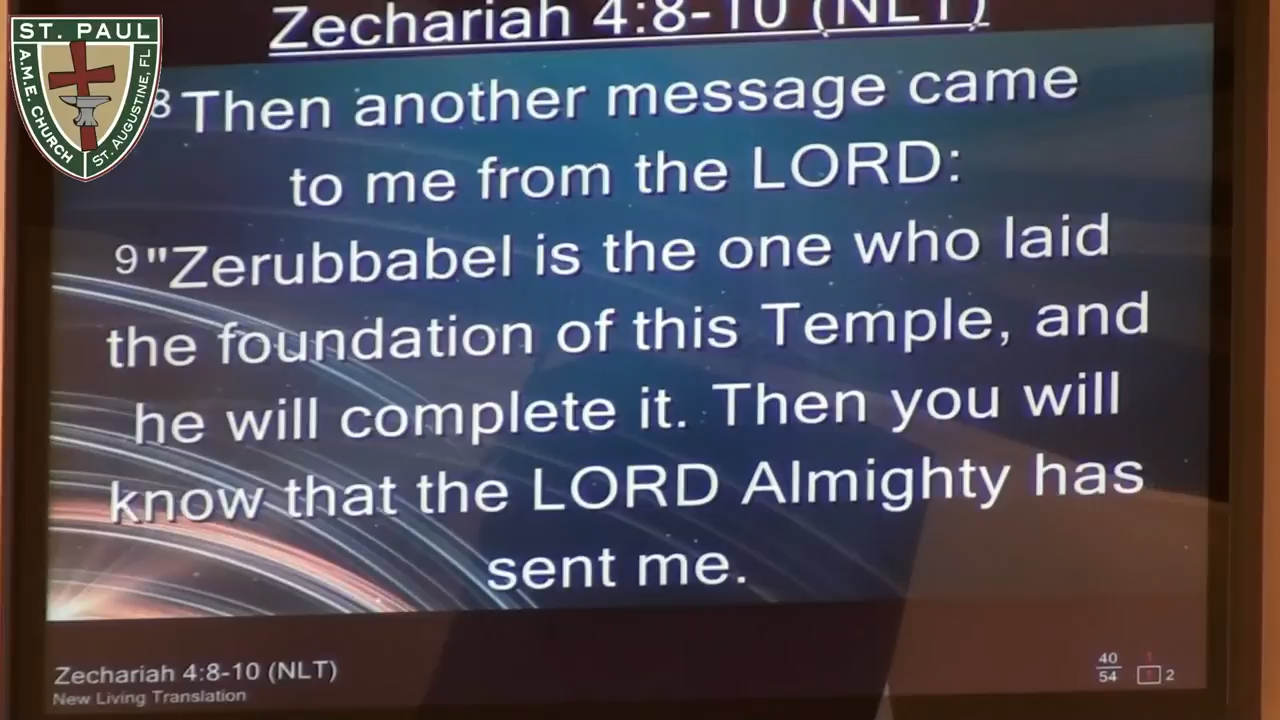 ST. PAUL
A.M.E. CHURCH
ST. AUGUSTINE, FL
Zechariah 4:8-10 (NLT)
8 Then another message came
to me from the LORD:
9 "Zerubbabel is the one who laid
the foundation of this Temple, and
he will complete it. Then you will
know that the LORD Almighty has
sent me.
Zechariah 4:8-10 (NLT)
New Living Translation
40
54
2